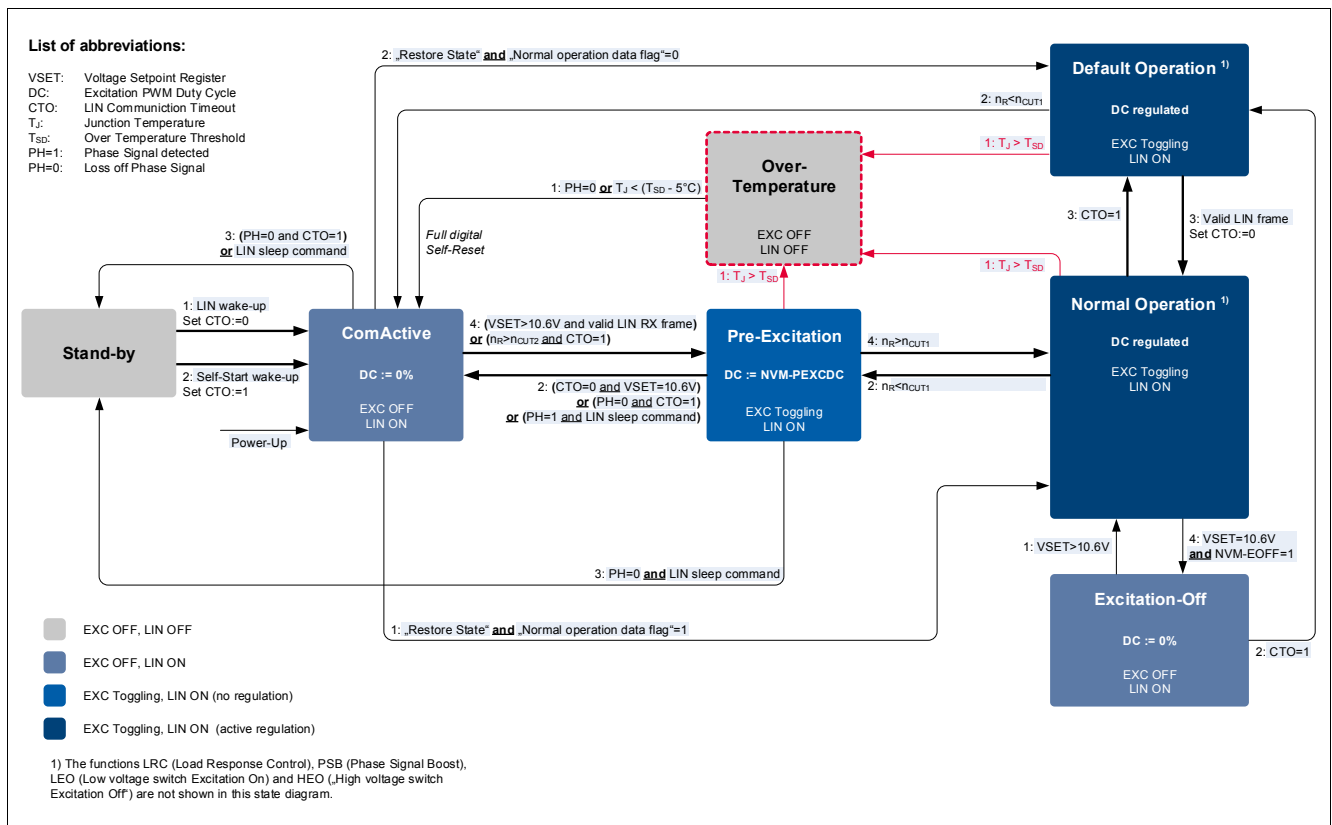 List of abbreviations:
VSET: Voltage Setpoint Register
DC: Excitation PWM Duty Cycle
CTO: LIN Communiction Timeout
TJ: Junction Temperature
TSD: Over Temperature Threshold
PH=1: Phase Signal detected
PH=0: Loss off Phase Signal
2: „Restore State“ and „Normal operation data flag“=0
Default Operation 1)
DC regulated
EXC Toggling
LIN ON
2: nR<nCUT1
1: TJ > TSD
Over-
Temperature
EXC OFF
LIN OFF
1: PH=0 or TJ < (TSD - 5°C)
Full digital
Self-Reset
3: (PH=0 and CTO=1)
or LIN sleep command
3: CTO=1
3: Valid LIN frame
Set CTO:=0
1: TJ > TSD
1: TJ > TSD
Stand-by
1: LIN wake-up
Set CTO:=0
2: Self-Start wake-up
Set CTO:=1
Power-Up
ComActive
DC := 0%
EXC OFF
LIN ON
4: (VSET>10.6V and valid LIN RX frame)
or (nR>nCUT2 and CTO=1)
2: (CTO=0 and VSET=10.6V)
or (PH=0 and CTO=1)
or (PH=1 and LIN sleep command)
Pre-Excitation
DC := NVM-PEXCDC
EXC Toggling
LIN ON
4: nR>nCUT1
2: nR<nCUT1
Normal Operation 1)
DC regulated
EXC Toggling
LIN ON
1: VSET>10.6V
4: VSET=10.6V
and NVM-EOFF=1
3: PH=0 and LIN sleep command
Excitation-Off
DC := 0%
EXC OFF
LIN ON
2: CTO=1
1: „Restore State“ and „Normal operation data flag“=1
EXC OFF, LIN OFF
EXC OFF, LIN ON
EXC Toggling, LIN ON (no regulation)
EXC Toggling, LIN ON (active regulation)
1) The functions LRC (Load Response Control), PSB (Phase Signal Boost),
LEO (Low voltage switch Excitation On) and HEO („High voltage switch
Excitation Off“) are not shown in this state diagram.